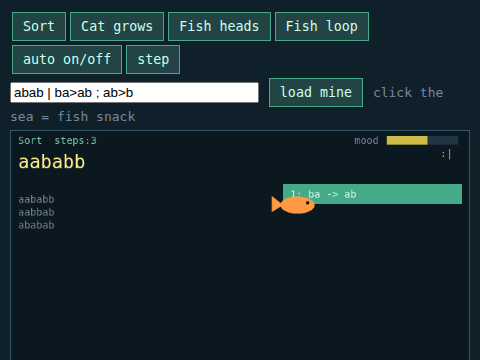 Sort Cat grows Fish heads Fish loop
auto on/off step
abab | ba>ab ; ab>b load mine click the
sea = fish snack
Sort steps:3 mood
:|
aababb
1: ba -> ab
aababb
aabbab
ababab